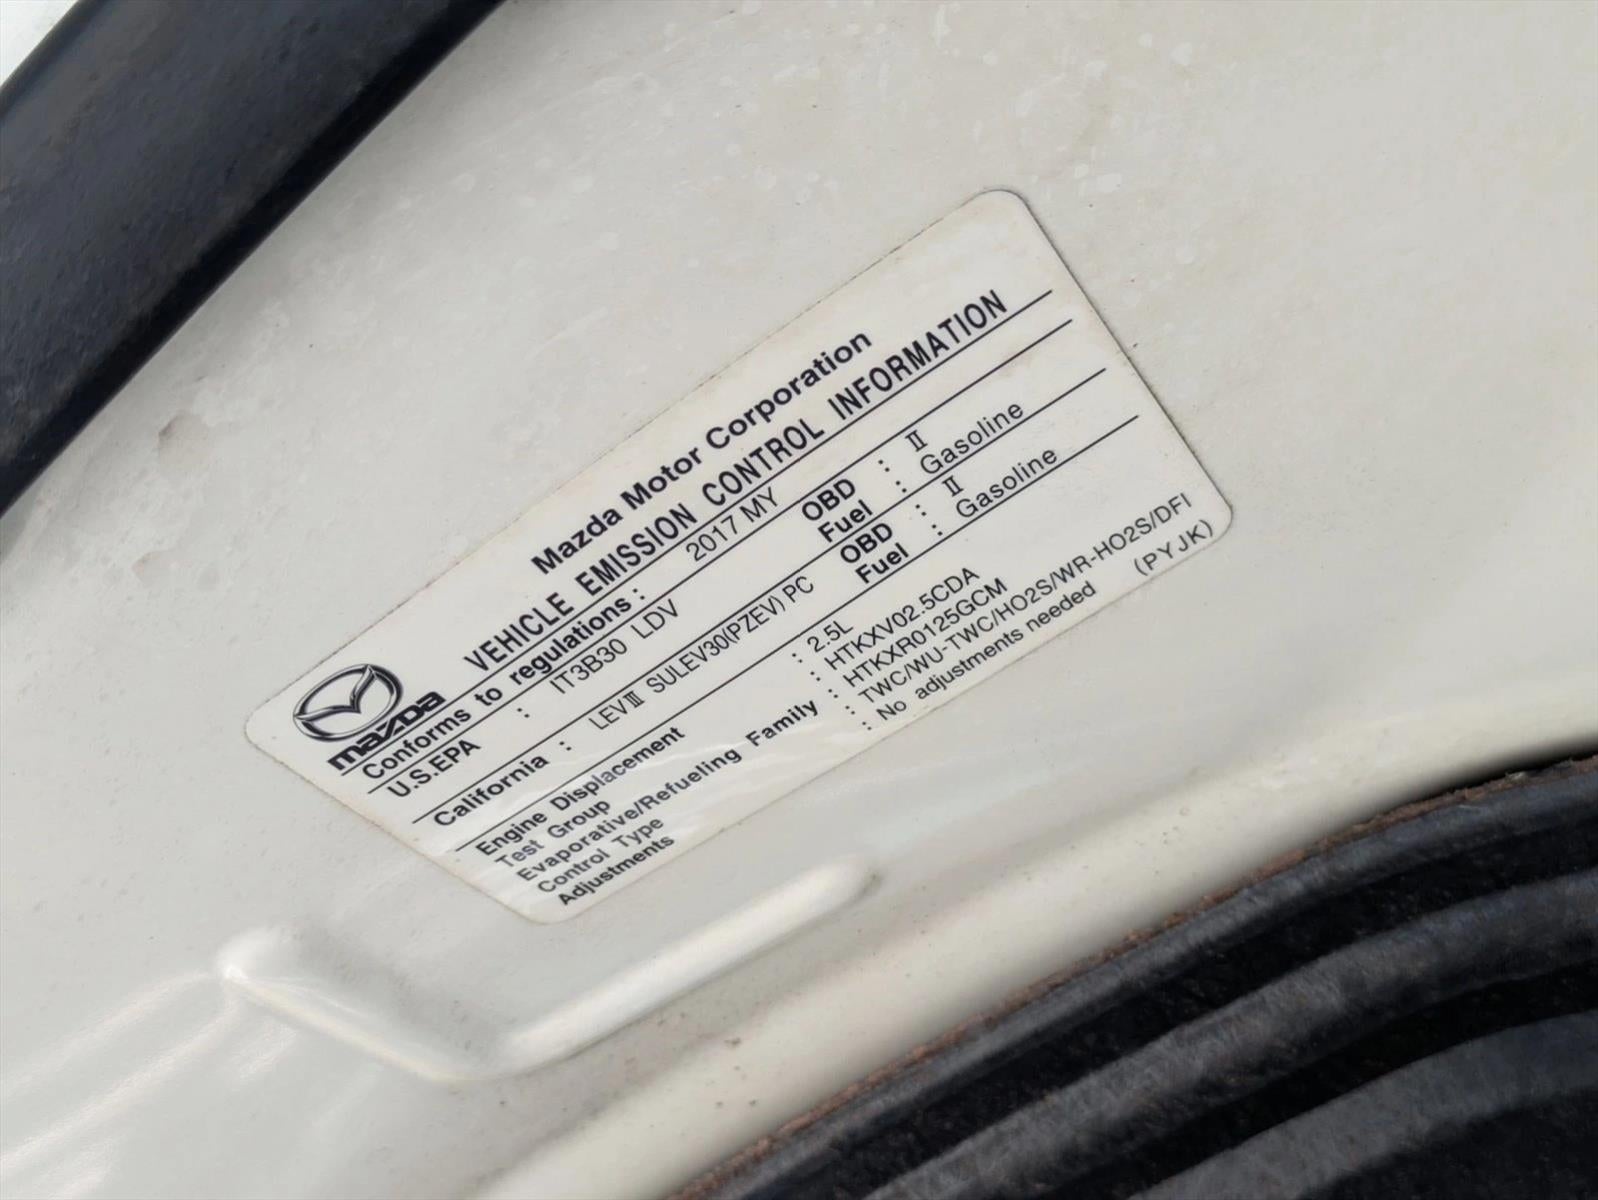 mazda
Mazda Motor Corporation
VEHICLE EMISSION CONTROL INFORMATION
Conforms to regulations : 2017 MY
U.S.EPA : IT3B30 LDV OBD : II
Fuel : Gasoline
California : LEVIII SULEV30(PZEV) PC OBD : II
Fuel : Gasoline
Engine Displacement : 2.5L
Test Group : HTKXV02.5CDA
Evaporative/Refueling Family : HTKXR0125GCM
Control Type : TWC/WU-TWC/HO2S/WR-HO2S/DFI
Adjustments : No adjustments needed (PYJK)